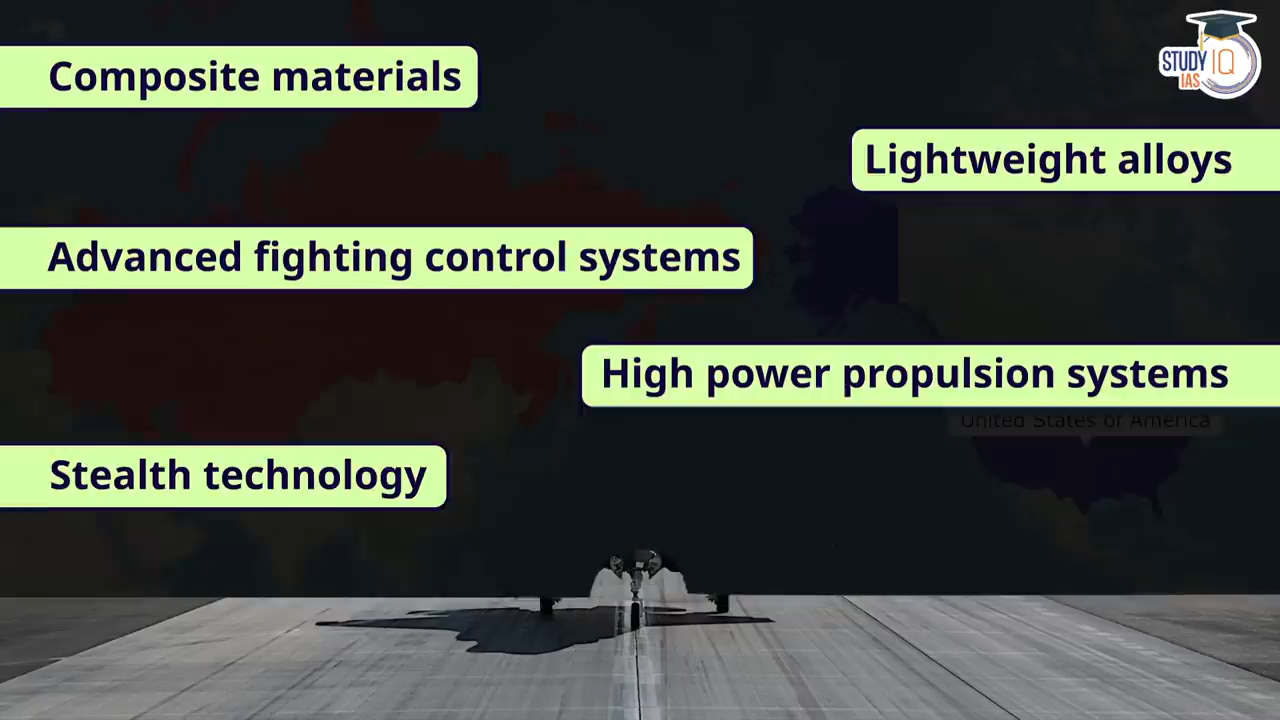 STUDY IQ
IAS
Composite materials
Lightweight alloys
Advanced fighting control systems
High power propulsion systems
United States of America
Stealth technology